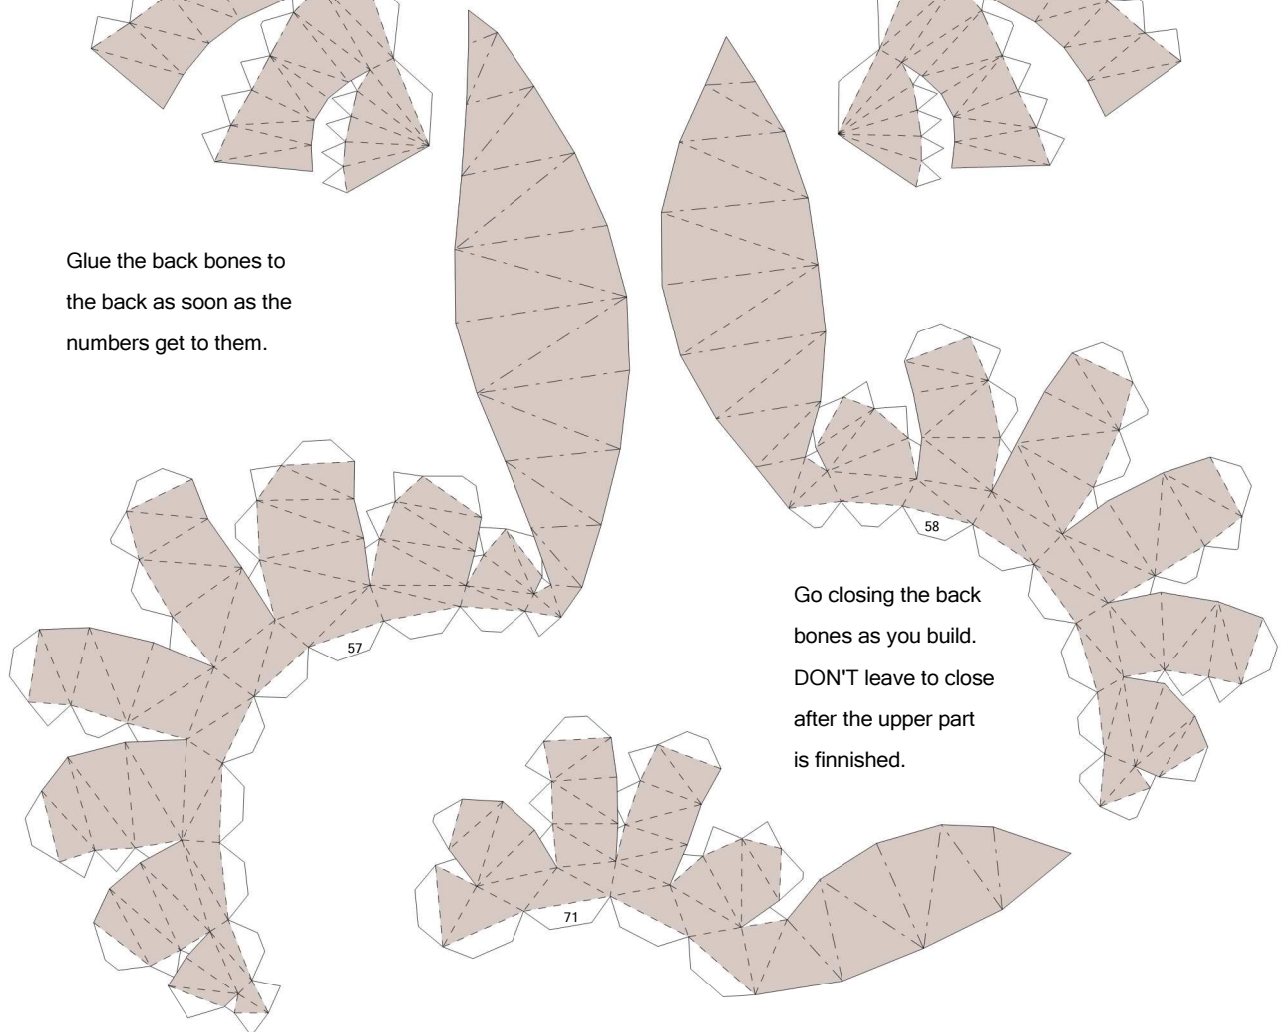 Glue the back bones to
the back as soon as the
numbers get to them.
58
Go closing the back
bones as you build.
DON'T leave to close
after the upper part
is finnished.
57
71